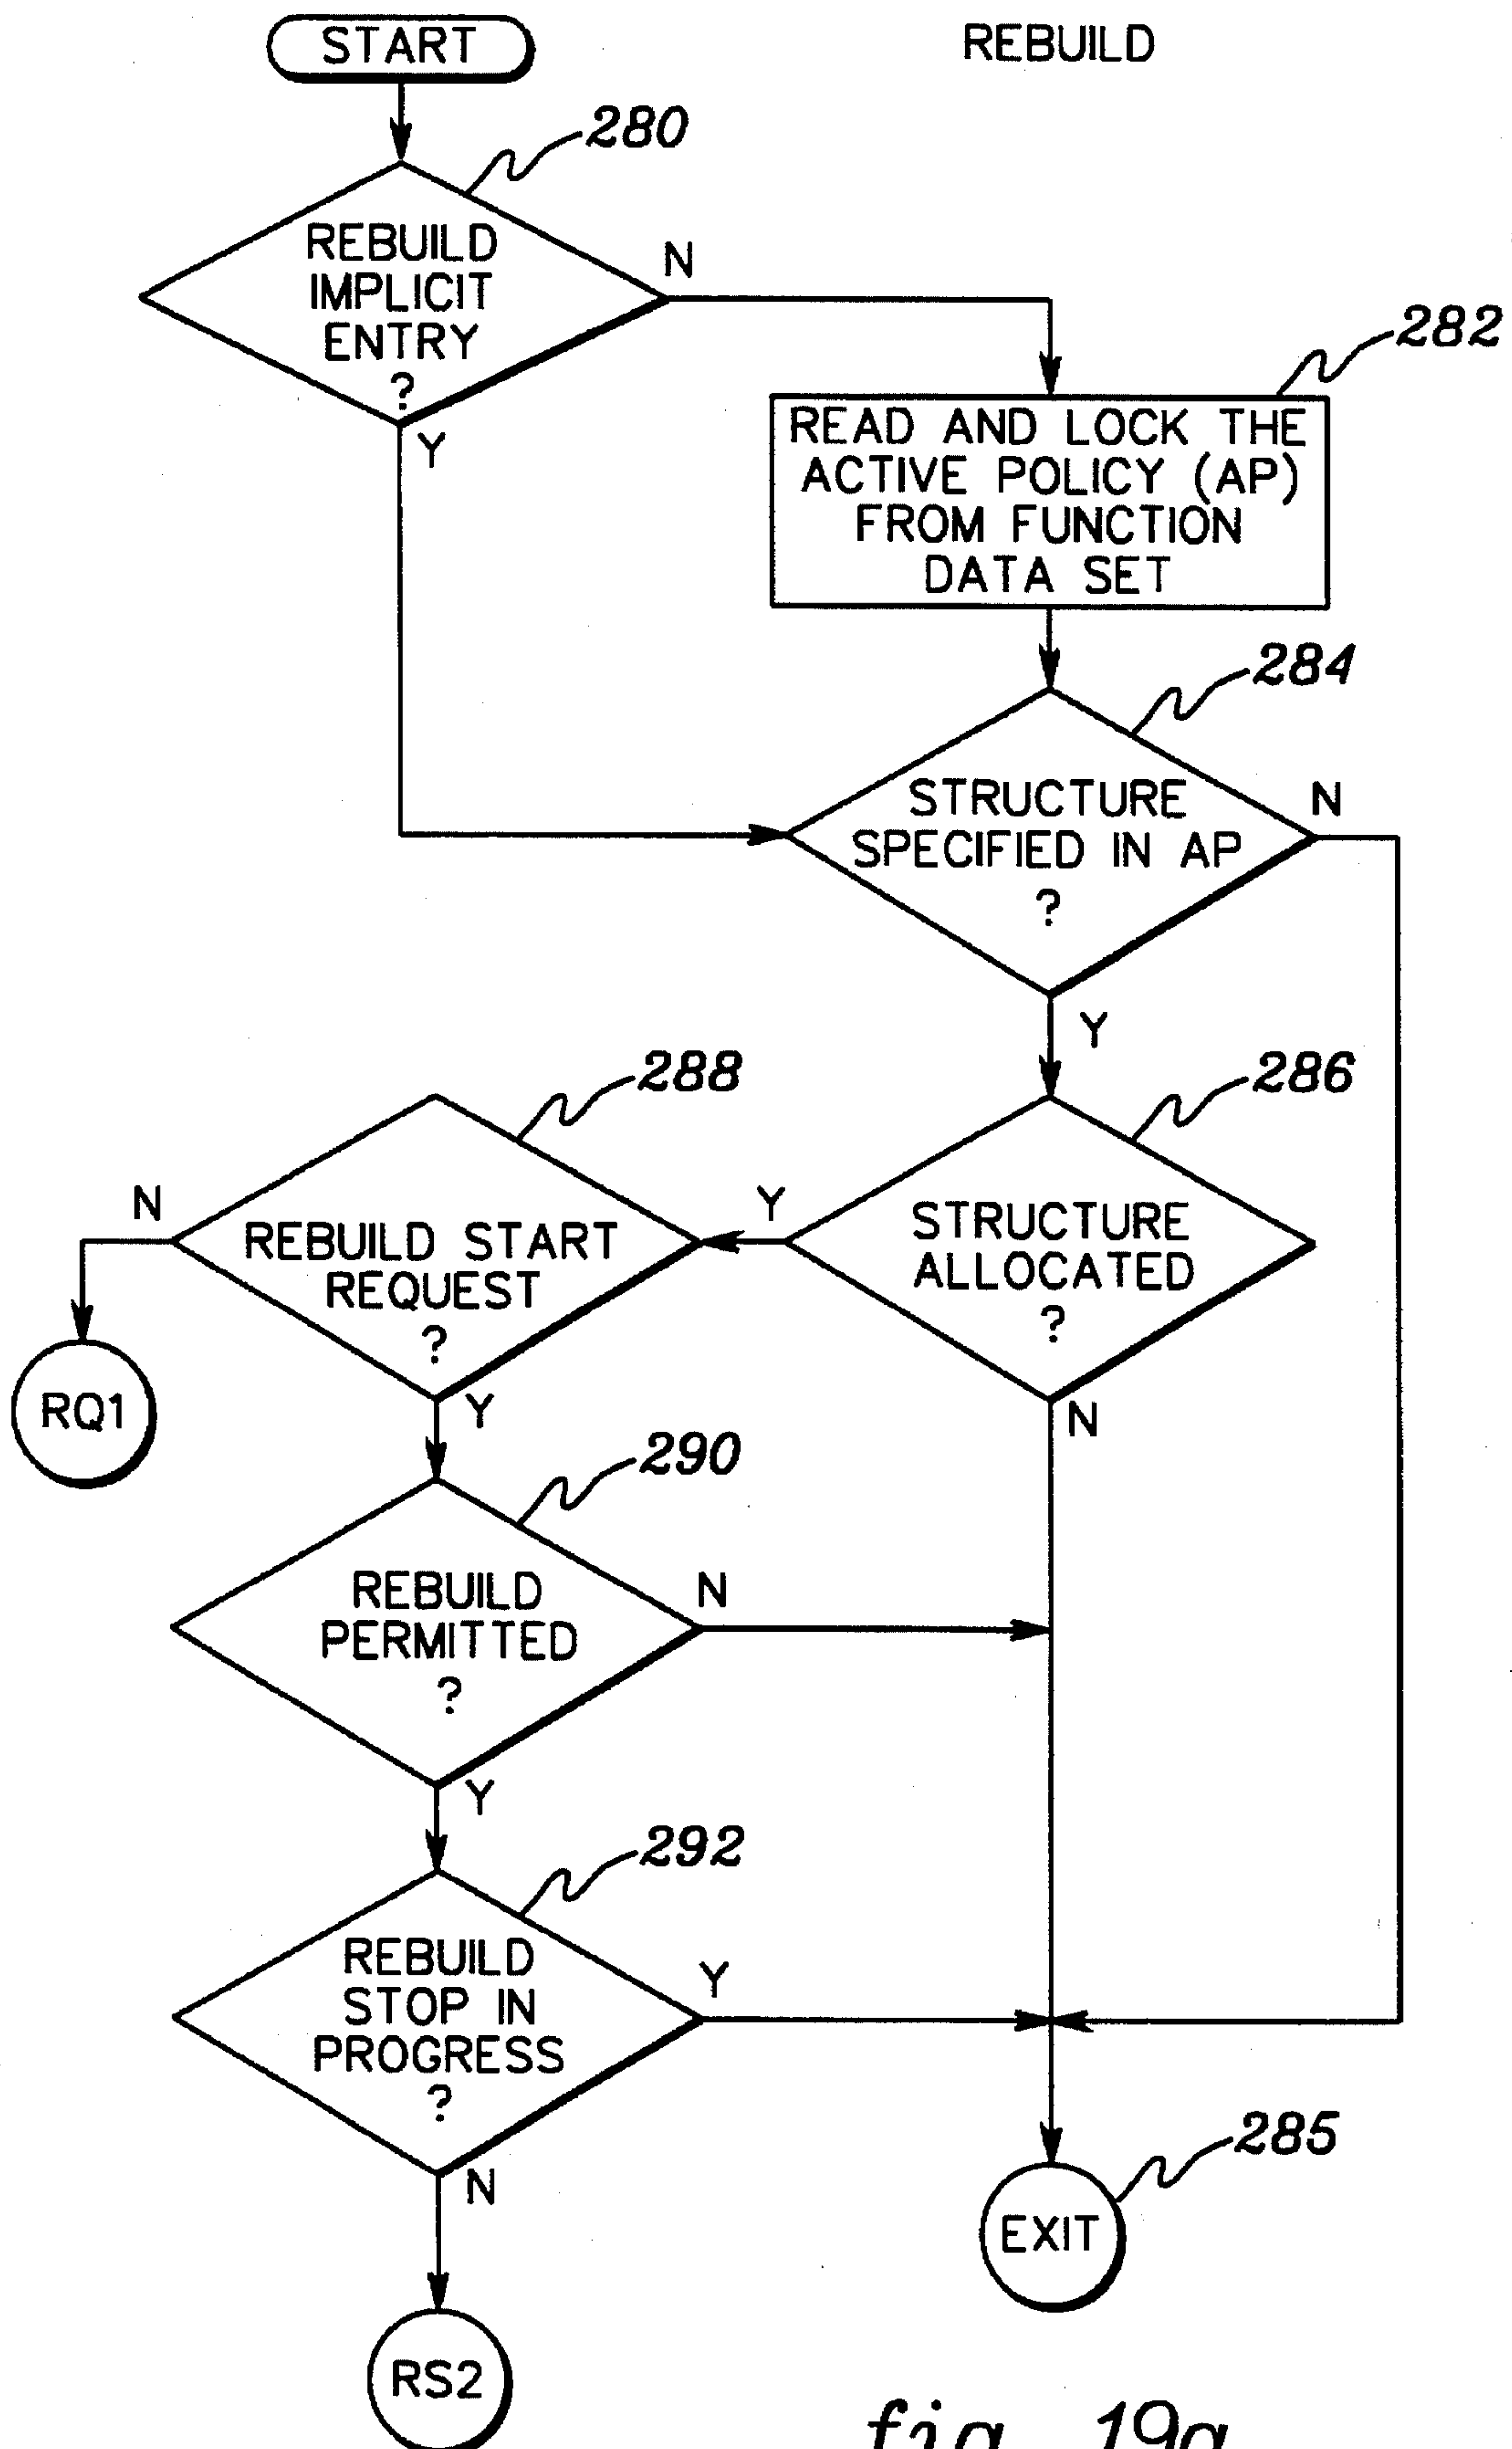 START
REBUILD
280
REBUILD
IMPLICIT
ENTRY
?
N
Y
282
READ AND LOCK THE
ACTIVE POLICY (AP)
FROM FUNCTION
DATA SET
284
STRUCTURE
SPECIFIED IN AP
?
N
Y
288
REBUILD START
REQUEST
?
N
Y
RQ1
286
STRUCTURE
ALLOCATED
?
Y
N
290
REBUILD
PERMITTED
?
N
Y
292
REBUILD
STOP IN
PROGRESS
?
Y
N
285
EXIT
RS2
fig. 19a